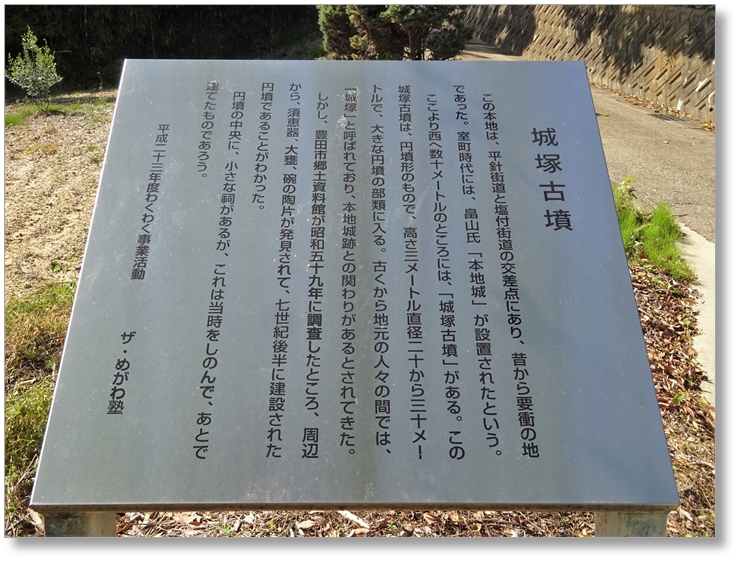 城塚古墳
この本地は、平針街道と塩付街道の交差点にあり、昔から要衝の地
であった。室町時代には、畠山氏「本地城」が設置されたという。
ここより西へ数十メートルのところには、「城塚古墳」がある。この
城塚古墳は、円墳形のもので、高さ三メートル直径二十から三十メー
トルで、大きな円墳の部類に入る。古くから地元の人々の間では、
「城塚」と呼ばれており、本地城跡との関わりがあるとされてきた。
しかし、豊田市郷土資料館が昭和五十九年に調査したところ、周辺
から、須恵器、大甕、碗の陶片が発見されて、七世紀後半に建設された
円墳であることがわかった。
円墳の中央に、小さな祠があるが、これは当時をしのんで、あとで
建てたものであろう。
平成二十三年度わくわく事業活動
ザ・めがわ塾